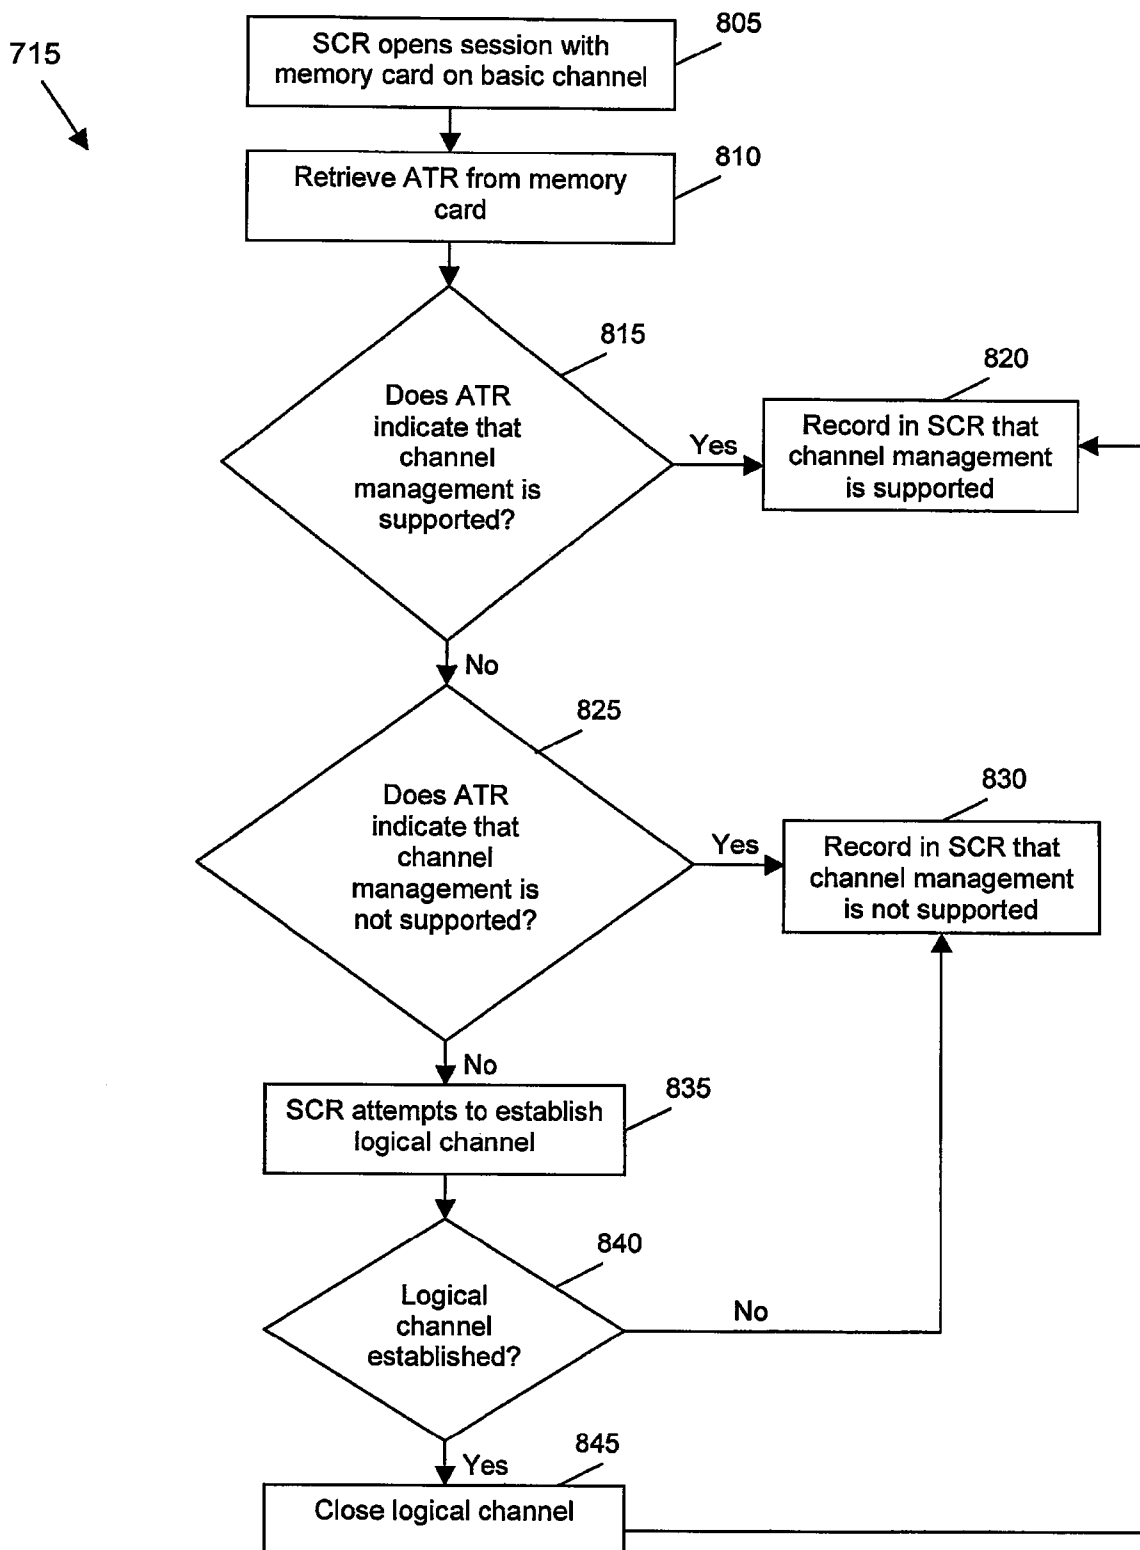 715
805
SCR opens session with
memory card on basic channel
810
Retrieve ATR from memory
card
815
Does ATR
indicate that
channel
management is
supported?
Yes
820
Record in SCR that
channel management
is supported
No
825
Does ATR
indicate that
channel
management is
not supported?
Yes
830
Record in SCR that
channel management
is not supported
No
835
SCR attempts to establish
logical channel
840
Logical
channel
established?
No
Yes
845
Close logical channel